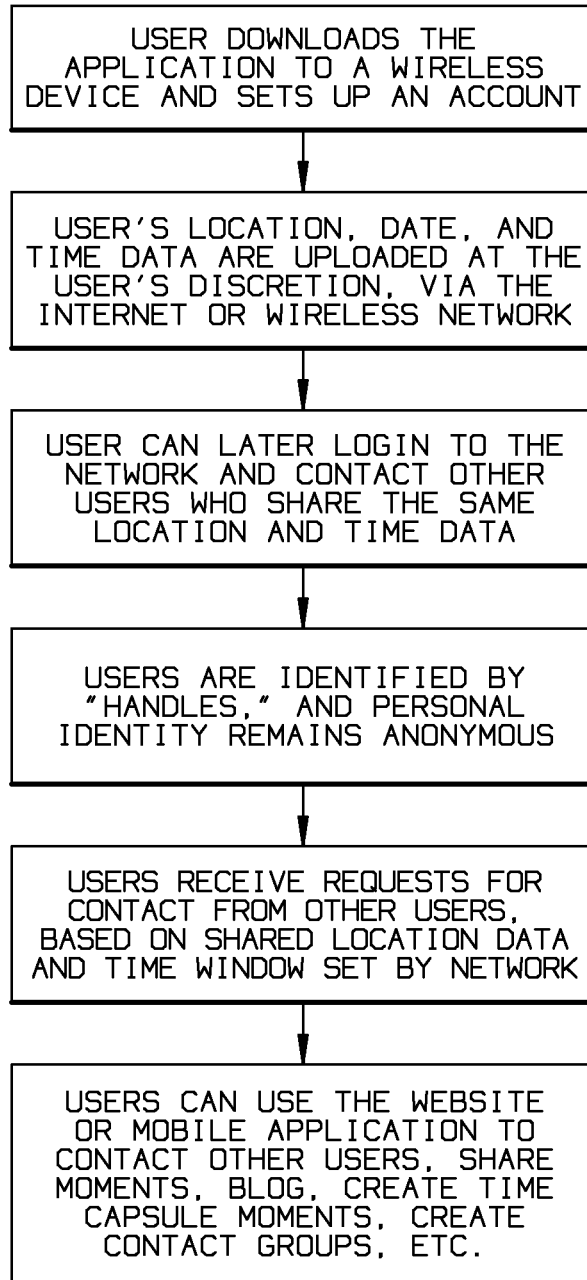 USER DOWNLOADS THE
APPLICATION TO A WIRELESS
DEVICE AND SETS UP AN ACCOUNT
USER'S LOCATION, DATE, AND
TIME DATA ARE UPLOADED AT THE
USER'S DISCRETION, VIA THE
INTERNET OR WIRELESS NETWORK
USER CAN LATER LOGIN TO THE
NETWORK AND CONTACT OTHER
USERS WHO SHARE THE SAME
LOCATION AND TIME DATA
USERS ARE IDENTIFIED BY
"HANDLES," AND PERSONAL
IDENTITY REMAINS ANONYMOUS
USERS RECEIVE REQUESTS FOR
CONTACT FROM OTHER USERS,
BASED ON SHARED LOCATION DATA
AND TIME WINDOW SET BY NETWORK
USERS CAN USE THE WEBSITE
OR MOBILE APPLICATION TO
CONTACT OTHER USERS, SHARE
MOMENTS, BLOG, CREATE TIME
CAPSULE MOMENTS, CREATE
CONTACT GROUPS, ETC.